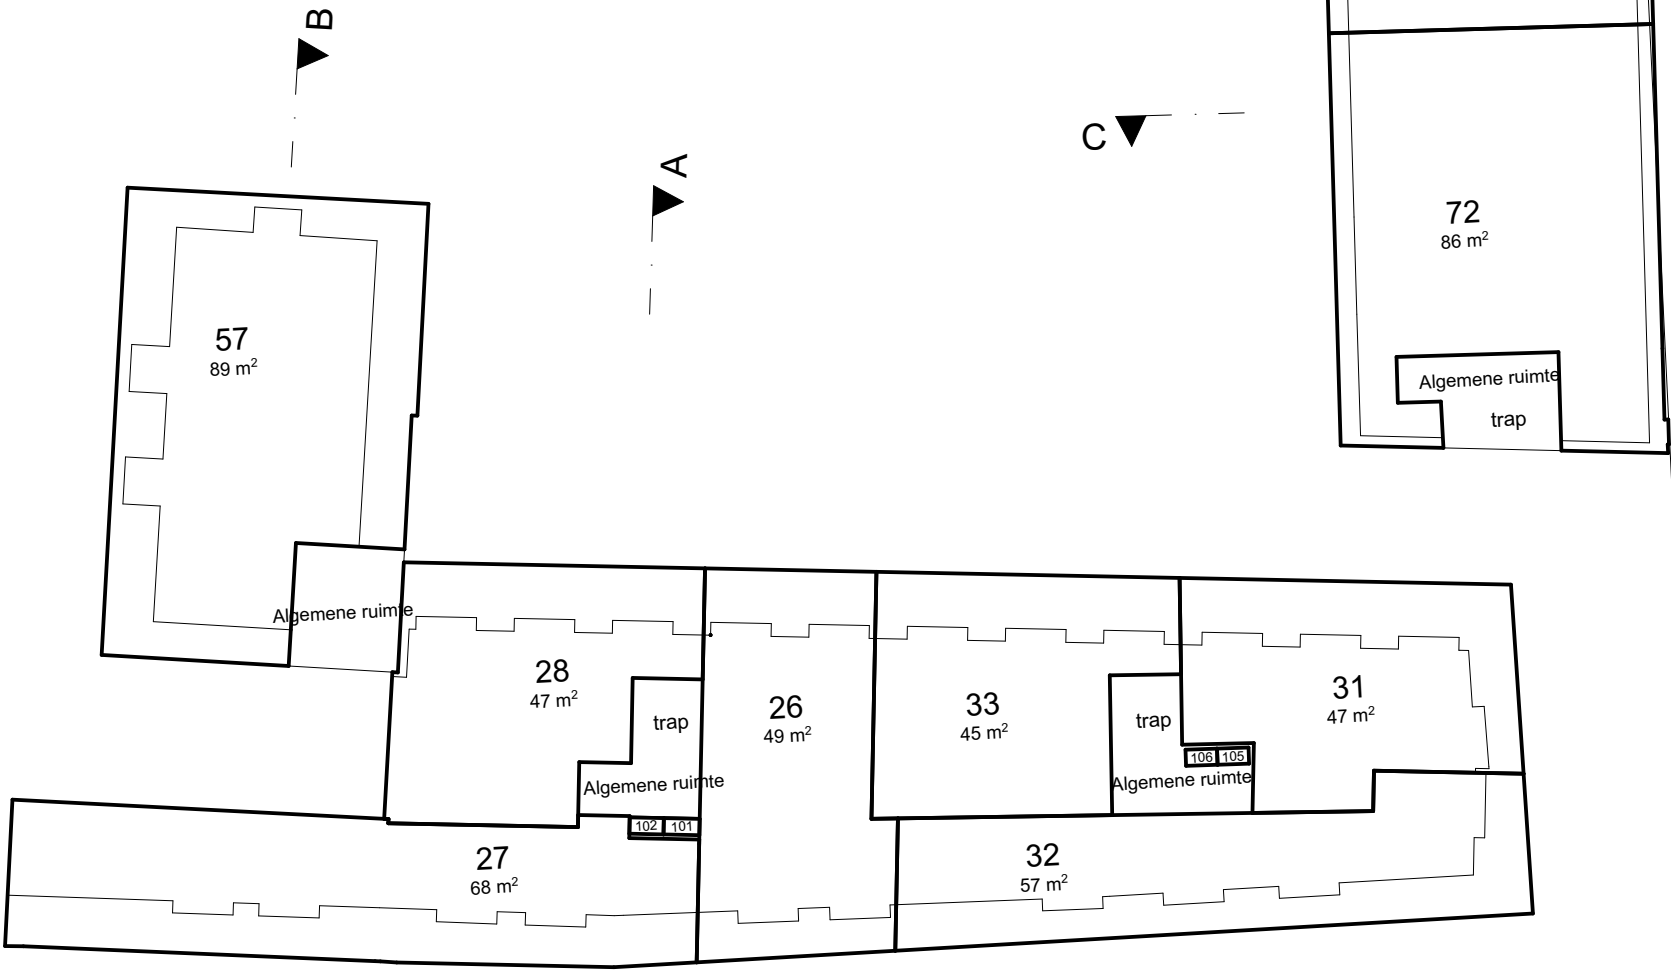 B
A
C
72
86 m²
Algemene ruimte
trap
57
89 m²
Algemene ruimte
28
47 m²
trap
Algemene ruimte
102 101
26
49 m²
33
45 m²
trap
106 105
Algemene ruimte
31
47 m²
27
68 m²
32
57 m²